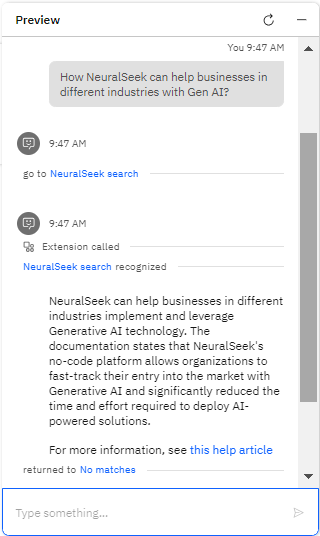 Preview
You 9:47 AM
How NeuralSeek can help businesses in
different industries with Gen AI?
9:47 AM
go to NeuralSeek search
9:47 AM
Extension called
NeuralSeek search recognized
NeuralSeek can help businesses in different
industries implement and leverage
Generative AI technology. The
documentation states that NeuralSeek's
no-code platform allows organizations to
fast-track their entry into the market with
Generative AI and significantly reduced the
time and effort required to deploy AI-
powered solutions.
For more information, see this help article
returned to No matches
Type something...